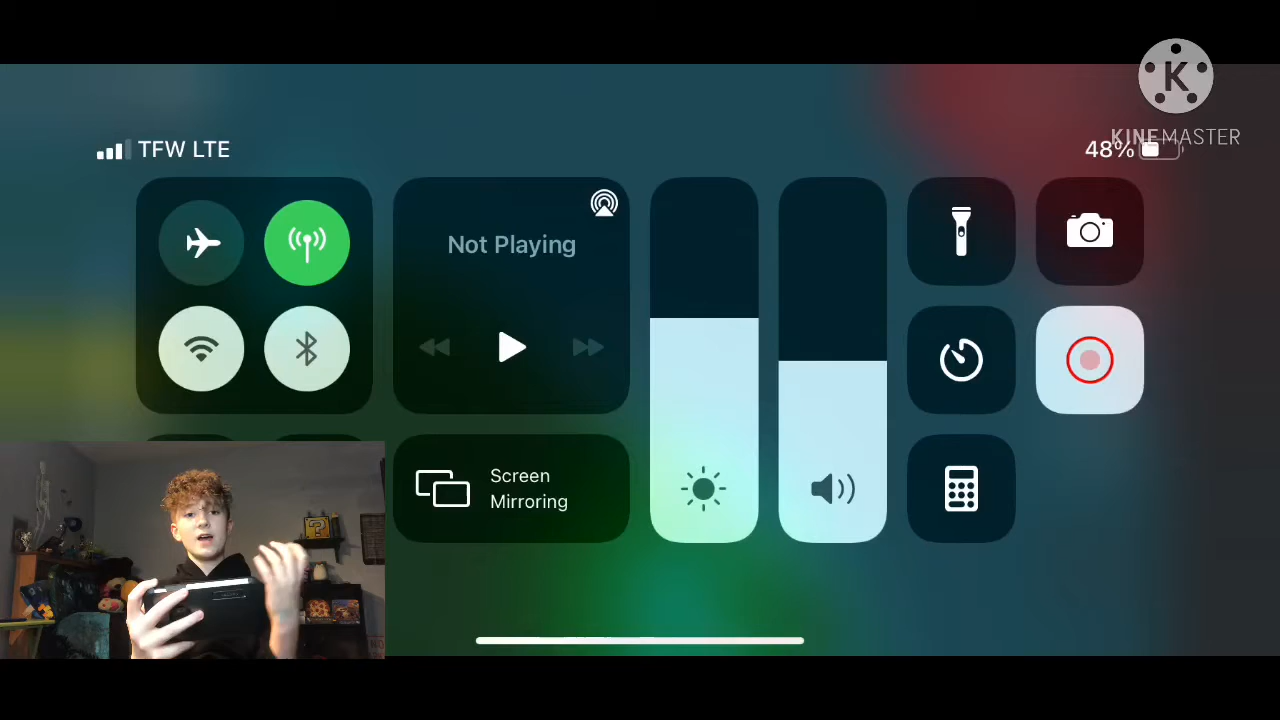 K
KINEMASTER
TFW LTE
48%
Not Playing
Screen
Mirroring